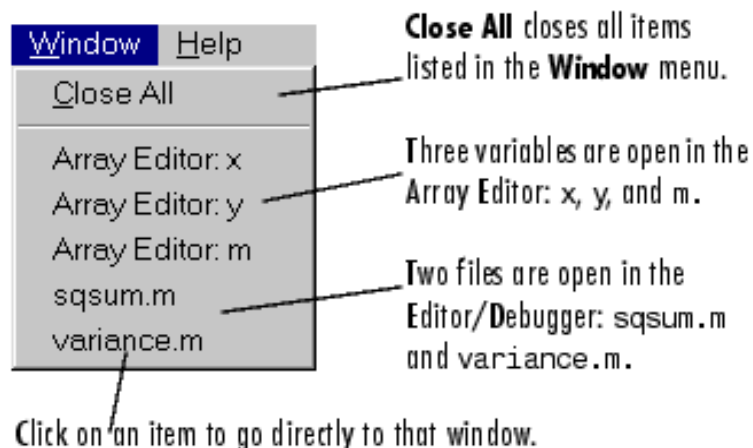 Window Help
Close All
Array Editor: x
Array Editor: y
Array Editor: m
sqsum.m
variance.m
Close All closes all items
listed in the Window menu.
Three variables are open in the
Array Editor: x, y, and m.
Two files are open in the
Editor/Debugger: sqsum.m
and variance.m.
Click on an item to go directly to that window.